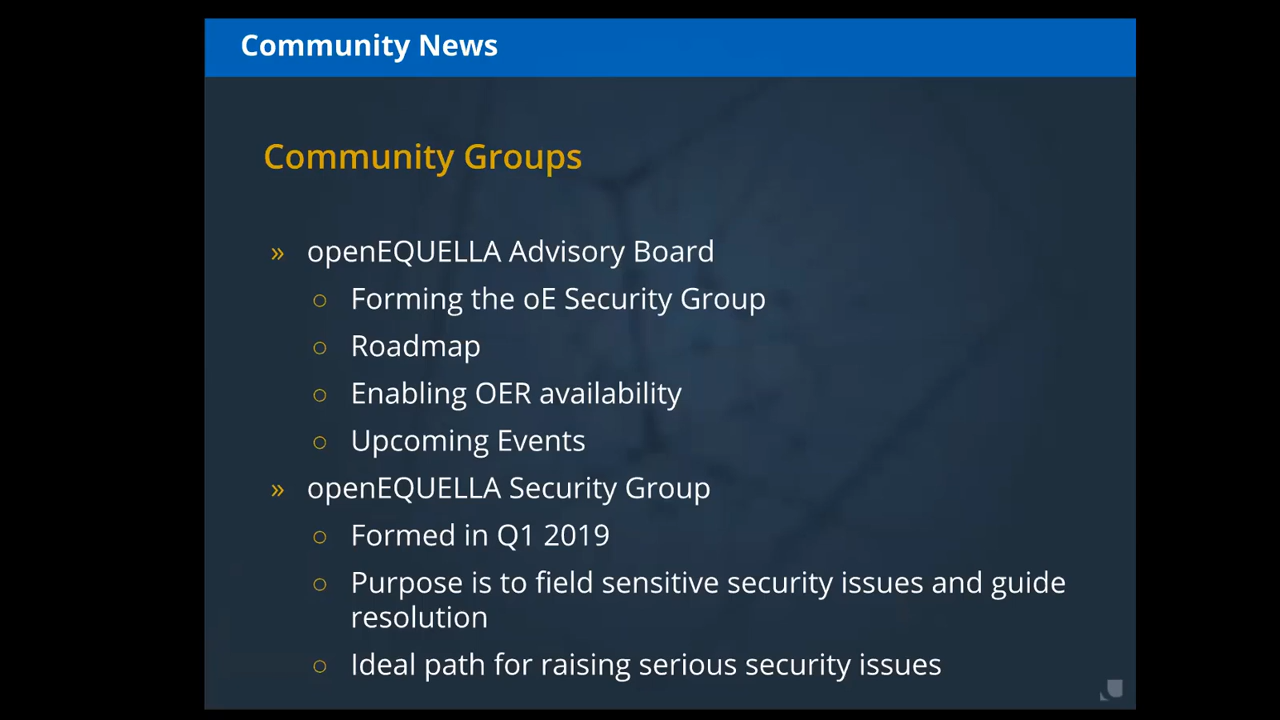 Community News
Community Groups
» openEQUELLA Advisory Board
○ Forming the oE Security Group
○ Roadmap
○ Enabling OER availability
○ Upcoming Events
» openEQUELLA Security Group
○ Formed in Q1 2019
○ Purpose is to field sensitive security issues and guide
resolution
○ Ideal path for raising serious security issues